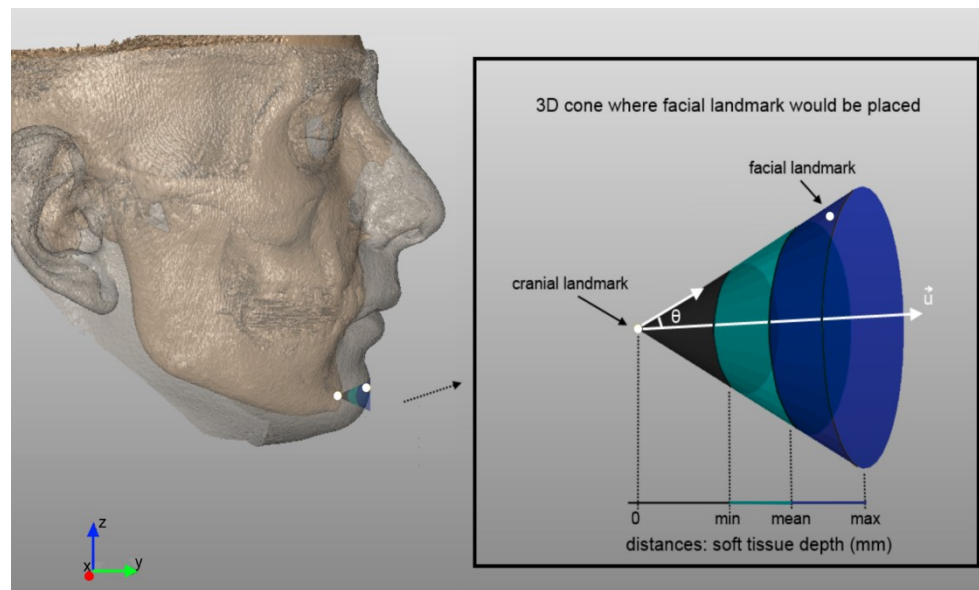 3D cone where facial landmark would be placed
facial landmark
cranial landmark
θ
u⃗
0 min mean max
distances: soft tissue depth (mm)
z
x y